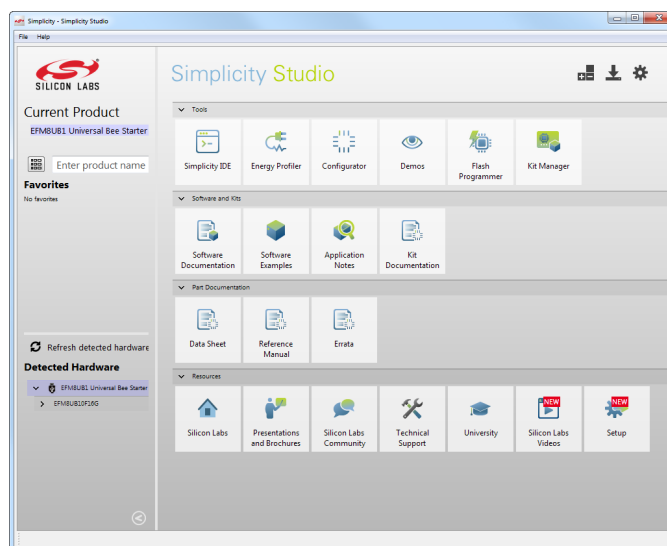 Simplicity - Simplicity Studio
File Help
SILICON LABS
Simplicity Studio
Current Product
EFM8UB1 Universal Bee Starter
Enter product name
Favorites
No favorites
Refresh detected hardware
Detected Hardware
EFM8UB1 Universal Bee Starter
EFM8UB10F16G
Tools
Simplicity IDE
Energy Profiler
Configurator
Demos
Flash
Programmer
Kit Manager
Software and Kits
Software
Documentation
Software
Examples
Application
Notes
Kit
Documentation
Part Documentation
Data Sheet
Reference
Manual
Errata
Resources
Silicon Labs
Presentations
and Brochures
Silicon Labs
Community
Technical
Support
University
NEW
Silicon Labs
Videos
NEW
Setup